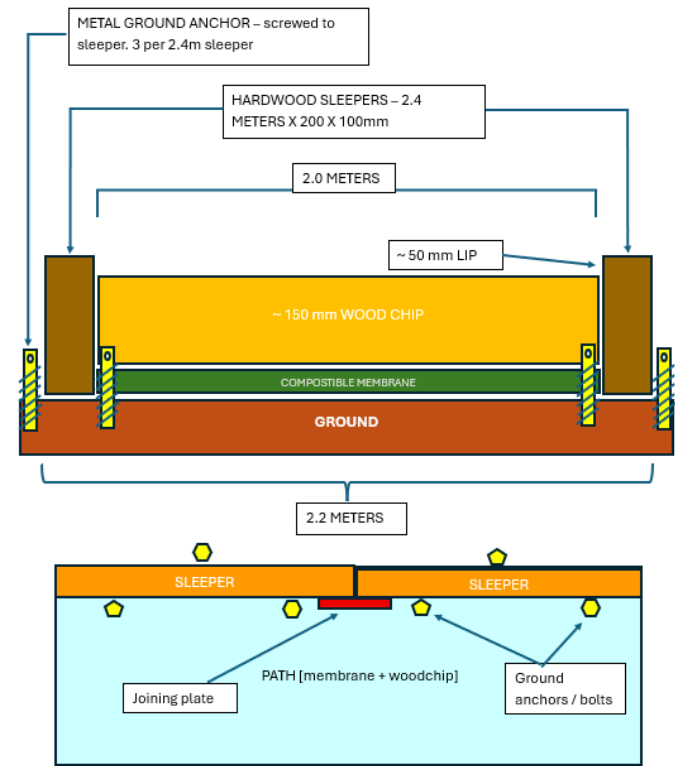 METAL GROUND ANCHOR – screwed to
sleeper. 3 per 2.4m sleeper
HARDWOOD SLEEPERS – 2.4
METERS X 200 X 100mm
2.0 METERS
~ 50 mm LIP
~ 150 mm WOOD CHIP
COMPOSTIBLE MEMBRANE
GROUND
2.2 METERS
SLEEPER
SLEEPER
PATH [membrane + woodchip]
Joining plate
Ground
anchors / bolts